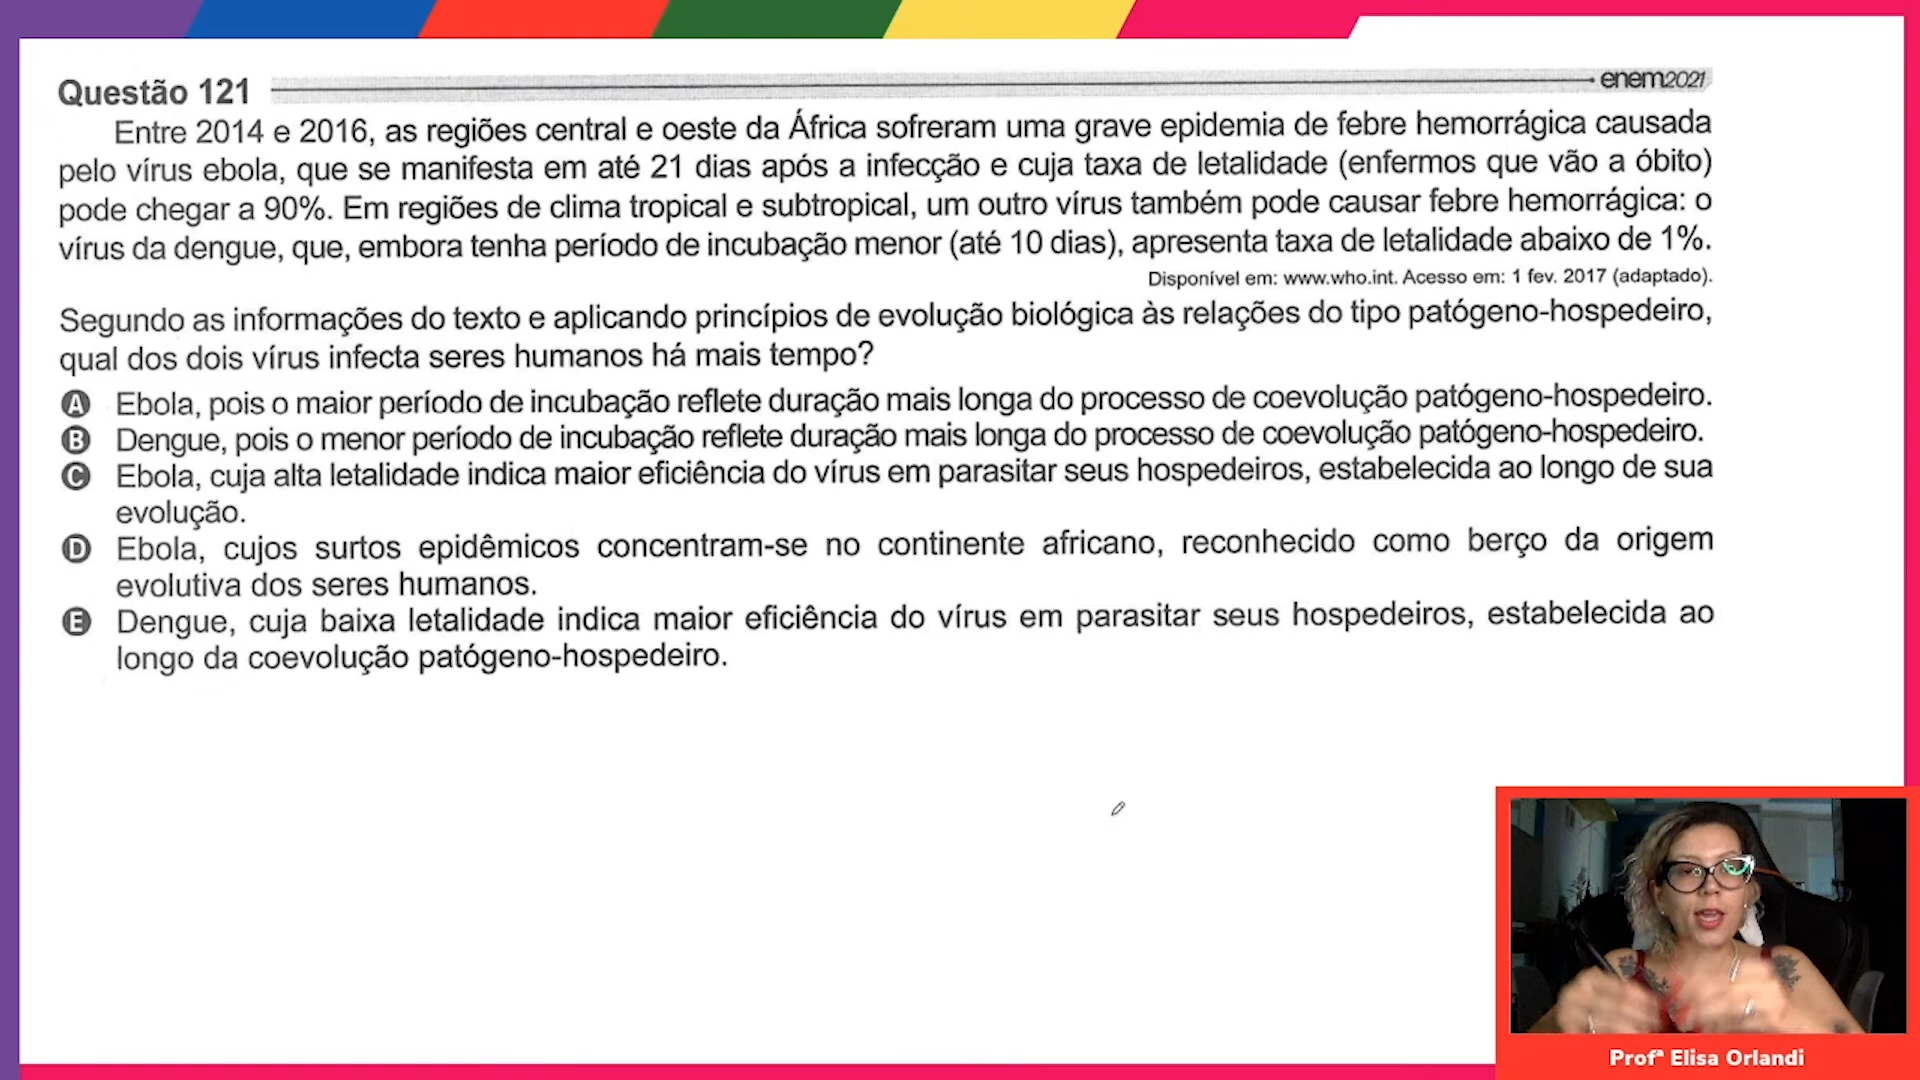 Questão 121
enem2021
Entre 2014 e 2016, as regiões central e oeste da África sofreram uma grave epidemia de febre hemorrágica causada
pelo vírus ebola, que se manifesta em até 21 dias após a infecção e cuja taxa de letalidade (enfermos que vão a óbito)
pode chegar a 90%. Em regiões de clima tropical e subtropical, um outro vírus também pode causar febre hemorrágica: o
vírus da dengue, que, embora tenha período de incubação menor (até 10 dias), apresenta taxa de letalidade abaixo de 1%.
Disponível em: www.who.int. Acesso em: 1 fev. 2017 (adaptado).
Segundo as informações do texto e aplicando princípios de evolução biológica às relações do tipo patógeno-hospedeiro,
qual dos dois vírus infecta seres humanos há mais tempo?
A Ebola, pois o maior período de incubação reflete duração mais longa do processo de coevolução patógeno-hospedeiro.
B Dengue, pois o menor período de incubação reflete duração mais longa do processo de coevolução patógeno-hospedeiro.
C Ebola, cuja alta letalidade indica maior eficiência do vírus em parasitar seus hospedeiros, estabelecida ao longo de sua
evolução.
D Ebola, cujos surtos epidêmicos concentram-se no continente africano, reconhecido como berço da origem
evolutiva dos seres humanos.
E Dengue, cuja baixa letalidade indica maior eficiência do vírus em parasitar seus hospedeiros, estabelecida ao
longo da coevolução patógeno-hospedeiro.
Profª Elisa Orlandi